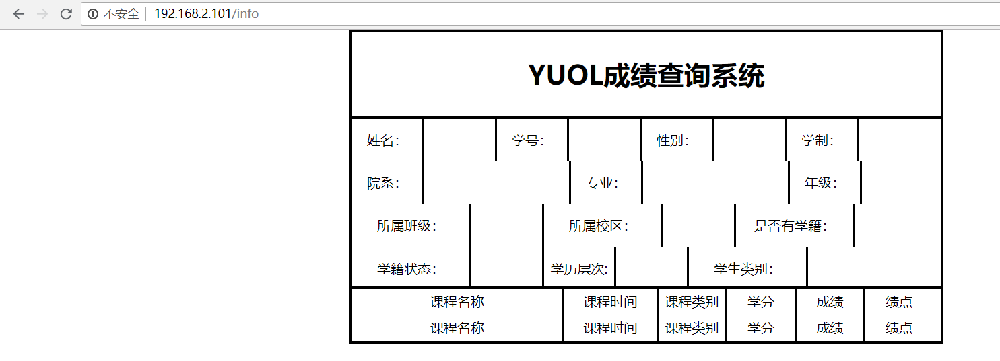 不安全 192.168.2.101/info
YUOL成绩查询系统
姓名： 学号： 性别： 学制：
院系： 专业： 年级：
所属班级： 所属校区： 是否有学籍：
学籍状态： 学历层次: 学生类别：
课程名称 课程时间 课程类别 学分 成绩 绩点
课程名称 课程时间 课程类别 学分 成绩 绩点